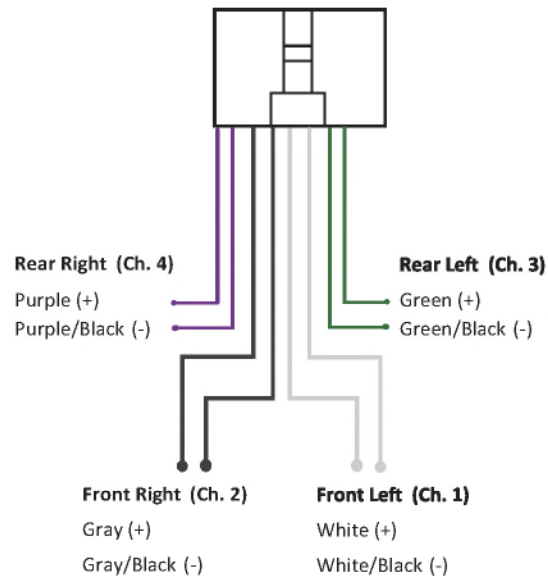 Rear Right (Ch. 4)
Purple (+)
Purple/Black (-)
Rear Left (Ch. 3)
Green (+)
Green/Black (-)
Front Right (Ch. 2)
Gray (+)
Gray/Black (-)
Front Left (Ch. 1)
White (+)
White/Black (-)